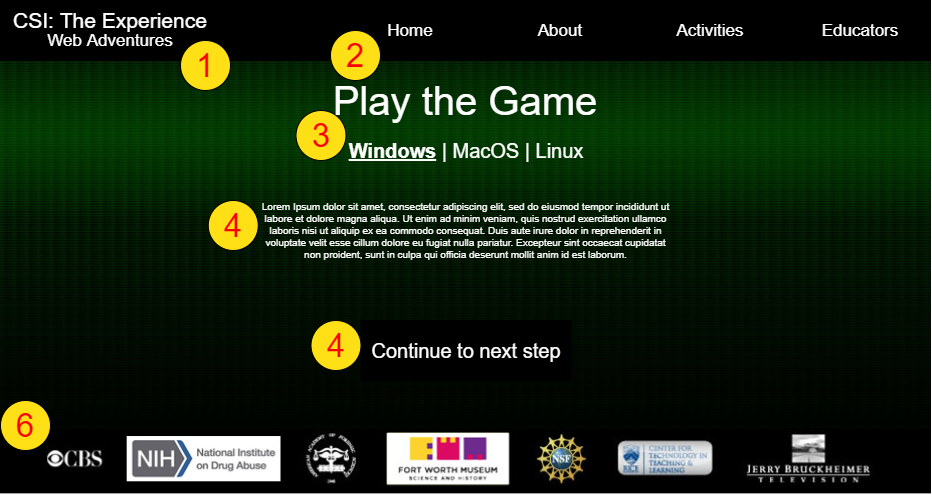 CSI: The Experience
Web Adventures
1
Home
About
Activities
Educators
2
Play the Game
3
Windows | MacOS | Linux
4
Lorem Ipsum dolor sit amet, consectetur adipiscing elit, sed do eiusmod tempor incididunt ut
labore et dolore magna aliqua. Ut enim ad minim veniam, quis nostrud exercitation ullamco
laboris nisi ut aliquip ex ea commodo consequat. Duis aute irure dolor in reprehenderit in
voluptate velit esse cillum dolore eu fugiat nulla pariatur. Excepteur sint occaecat cupidatat
non proident, sunt in culpa qui officia deserunt mollit anim id est laborum.
4
Continue to next step
6
CBS
NIH
National Institute
on Drug Abuse
FORT WORTH MUSEUM
SCIENCE AND HISTORY
NSF
RICE
CENTER FOR
TECHNOLOGY IN
TEACHING &
LEARNING
JERRY BRUCKHEIMER
TELEVISION